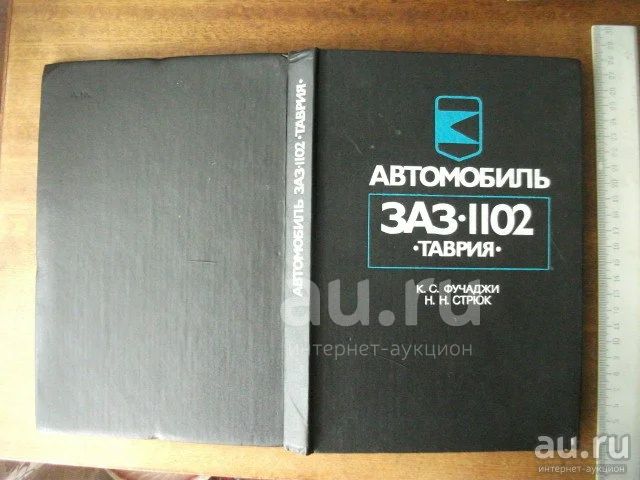 АВТОМОБИЛЬ
ЗАЗ·1102
·ТАВРИЯ·
К. С. ФУЧАДЖИ
Н. Н. СТРЮК
АВТОМОБИЛЬ ЗАЗ·1102 ·ТАВРИЯ·
au.ru
интернет-аукцион
au.ru
интернет-аукцион